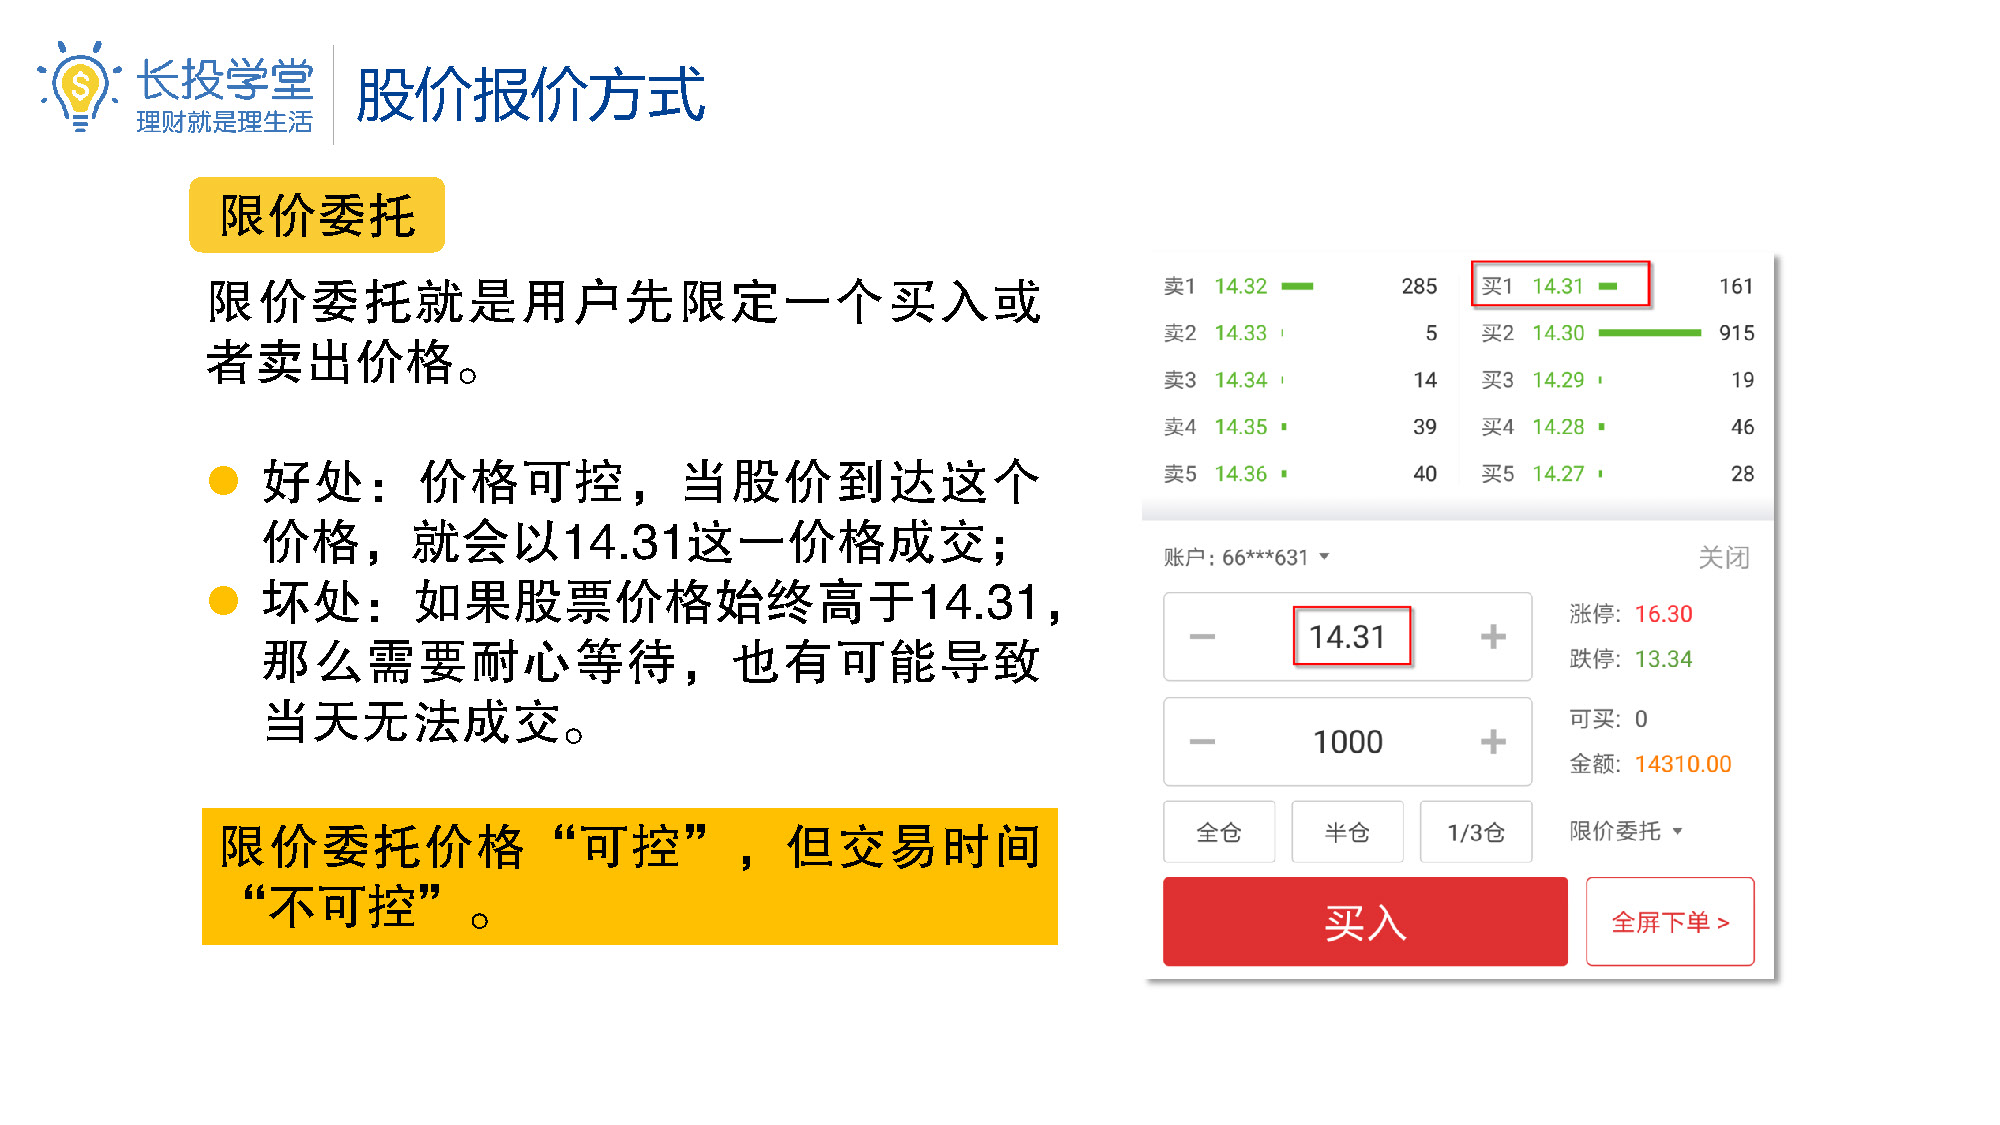 长投学堂
理财就是理生活
股价报价方式
限价委托
限价委托就是用户先限定一个买入或
者卖出价格。
好处：价格可控，当股价到达这个
价格，就会以14.31这一价格成交；
坏处：如果股票价格始终高于14.31，
那么需要耐心等待，也有可能导致
当天无法成交。
限价委托价格“可控”，但交易时间
“不可控”。
卖1 14.32 285 买1 14.31 161
卖2 14.33 5 买2 14.30 915
卖3 14.34 14 买3 14.29 19
卖4 14.35 39 买4 14.28 46
卖5 14.36 40 买5 14.27 28
账户: 66***631 关闭
14.31
涨停: 16.30
跌停: 13.34
1000
可买: 0
金额: 14310.00
全仓 半仓 1/3仓 限价委托
买入 全屏下单 >